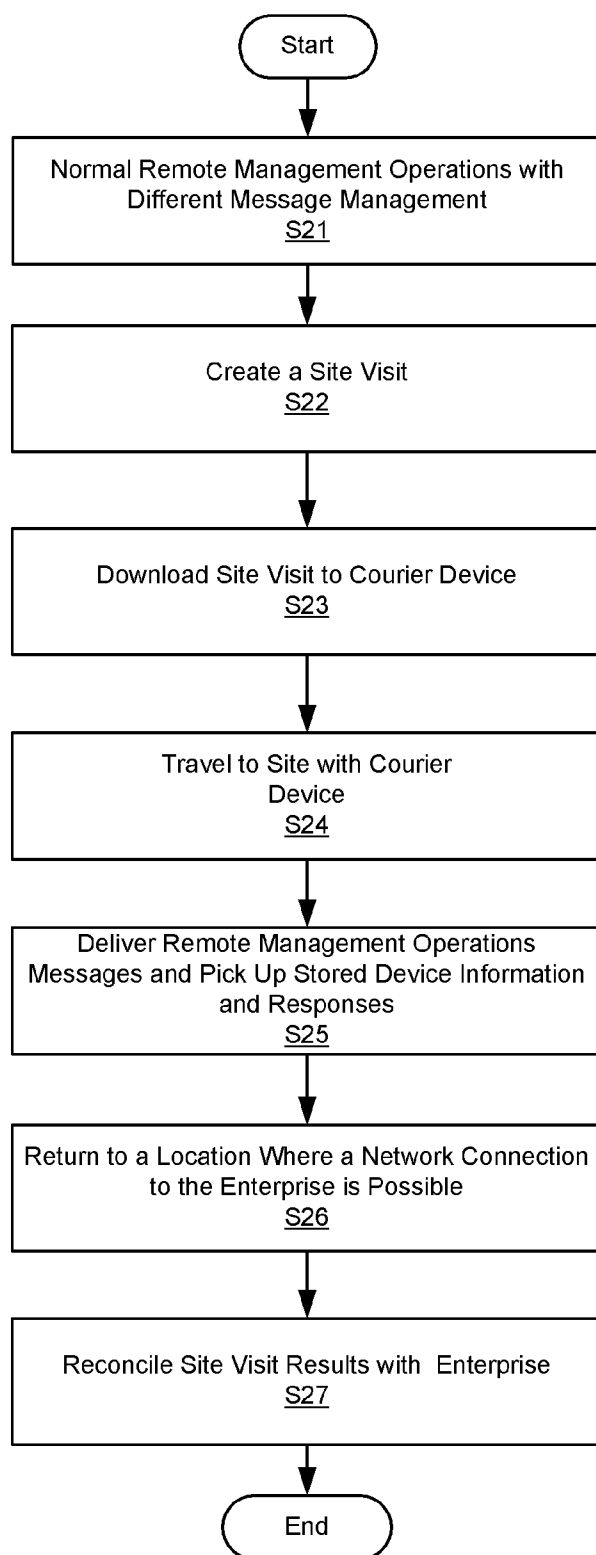 Start
Normal Remote Management Operations with
Different Message Management
S21
Create a Site Visit
S22
Download Site Visit to Courier Device
S23
Travel to Site with Courier
Device
S24
Deliver Remote Management Operations
Messages and Pick Up Stored Device Information
and Responses
S25
Return to a Location Where a Network Connection
to the Enterprise is Possible
S26
Reconcile Site Visit Results with Enterprise
S27
End